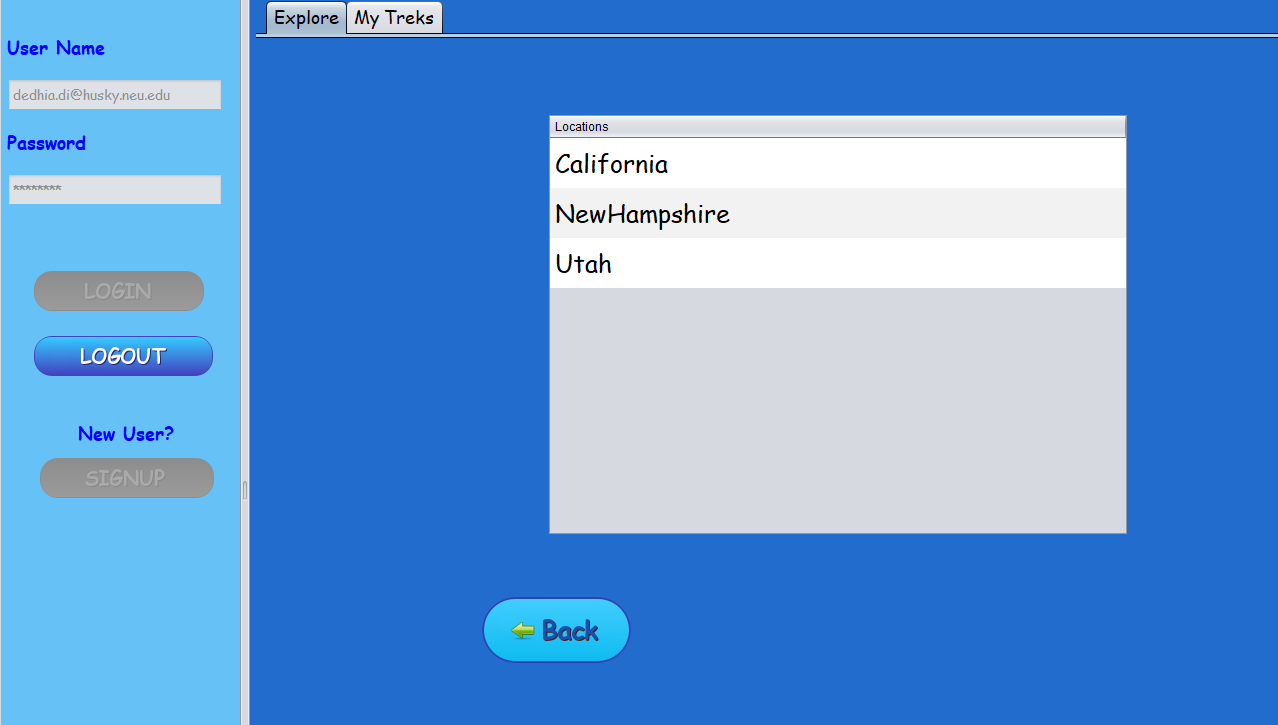 User Name
dedhia.di@husky.neu.edu
Password
********
LOGIN
LOGOUT
New User?
SIGNUP
Explore
My Treks
Locations
California
NewHampshire
Utah
Back